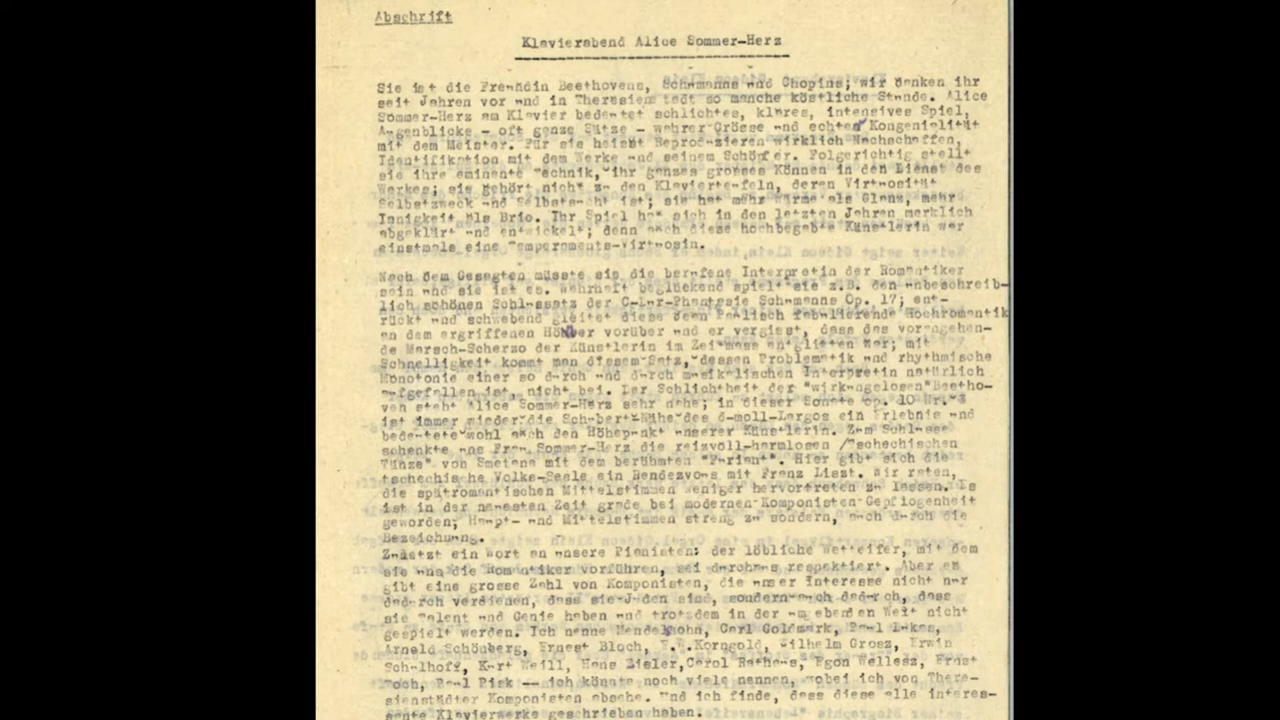 Abschrift
Klavierabend Alice Sommer-Herz
Sie ist die Freundin Beethovens, Schumanns und Chopins; wir danken ihr
seit Jahren vor und in Theresienstadt so manche köstliche Stunde. Alice
Sommer-Herz am Klavier bedeutet schlichtes, klares, intensives Spiel,
Augenblicke - oft ganze Sätze - wahrer Grösse und echter Kongenialität
mit dem Meister. Für sie heisst Reproduzieren wirklich Nachschaffen,
Identifikation mit dem Werke und seinem Schöpfer. Folgerichtig stellt
sie ihre eminente Technik, ihr ganzes grosses Können in den Dienst des
Werkes; sie gehört nicht zu den Klavierteufeln, deren Virtuosität
Selbstzweck und Selbstsucht ist; sie hat mehr Wärme als Glanz, mehr
Innigkeit als Brio. Ihr Spiel hat sich in den letzten Jahren merklich
abgeklärt und entwickelt; denn auch diese hochbegabte Künstlerin war
einstmals eine Temperaments-Virtuosin.
Nach dem Gesagten müsste sie die berufene Interpretin der Romantiker
sein und sie ist es. Wahrhaft beglückend spielt sie z.B. den unbeschreib-
lich schönen Schlussatz der C-Dur-Phantasie Schumanns Op. 17; ent-
rückt und schwebend gleitet diese fabulierende Hochromantik
an dem ergriffenen Hörer vorüber und er vergisst, dass das vorangehen-
de Marsch-Scherzo der Künstlerin im Zeitmass entglitten war; mit
Schnelligkeit kommt man diesem Satz, dessen Problematik und rhythmische
Monotonie einer so durch und durch musikalischen Interpretin natürlich
aufgefallen ist, nicht bei. Der Schlichtheit des "wirkungslosen" Beetho-
ven steht Alice Sommer-Herz sehr nahe; in dieser Sonate op. 10 Nr. 3
ist immer wieder die Schubert-Nähe des d-moll-Largos ein Erlebnis und
bedeutete wohl auch den Höhepunkt unserer Künstlerin. Zum Schlusse
schenkte uns Frau Sommer-Herz die reizvoll-harmlosen /"Tschechischen
Tänze" von Smetana mit dem berühmten "Furiant". Hier gibt sich die
tschechische Volks-Seele ein Rendezvous mit Franz Liszt. Wir raten,
die spätromantischen Mittelstimmen weniger hervortreten zu lassen. Es
ist in der neuesten Zeit grade bei modernen Komponisten Gepflogenheit
geworden; Haupt- und Mittelstimmen streng zu sondern, auch durch die
Bezeichnung.
Zuletzt ein Wort an unsere Pianisten: der löbliche Wetteifer, mit dem
sie uns die Romantiker vorführen, sei durchaus respektiert. Aber es
gibt eine grosse Zahl von Komponisten, die unser Interesse nicht nur
dadurch verdienen, dass sie Juden sind, sondern auch dadurch, dass
sie Talent und Genie haben und trotzdem in der umgebenden Welt nicht
gespielt werden. Ich nenne Mendelsohn, Carl Goldmark, Paul Dukas,
Arnold Schönberg, Ernest Bloch, E.W.Korngold, Wilhelm Grosz, Erwin
Schulhoff, Kurt Weill, Hans Eisler, Carol Rathaus, Egon Wellesz, Ernst
Toch, Paul Pisk -- ich könnte noch viele nennen, wobei ich von There-
sienstädter Komponisten absehe. Und ich finde, dass diese alle interes-
sante Klavierwerke geschrieben haben.